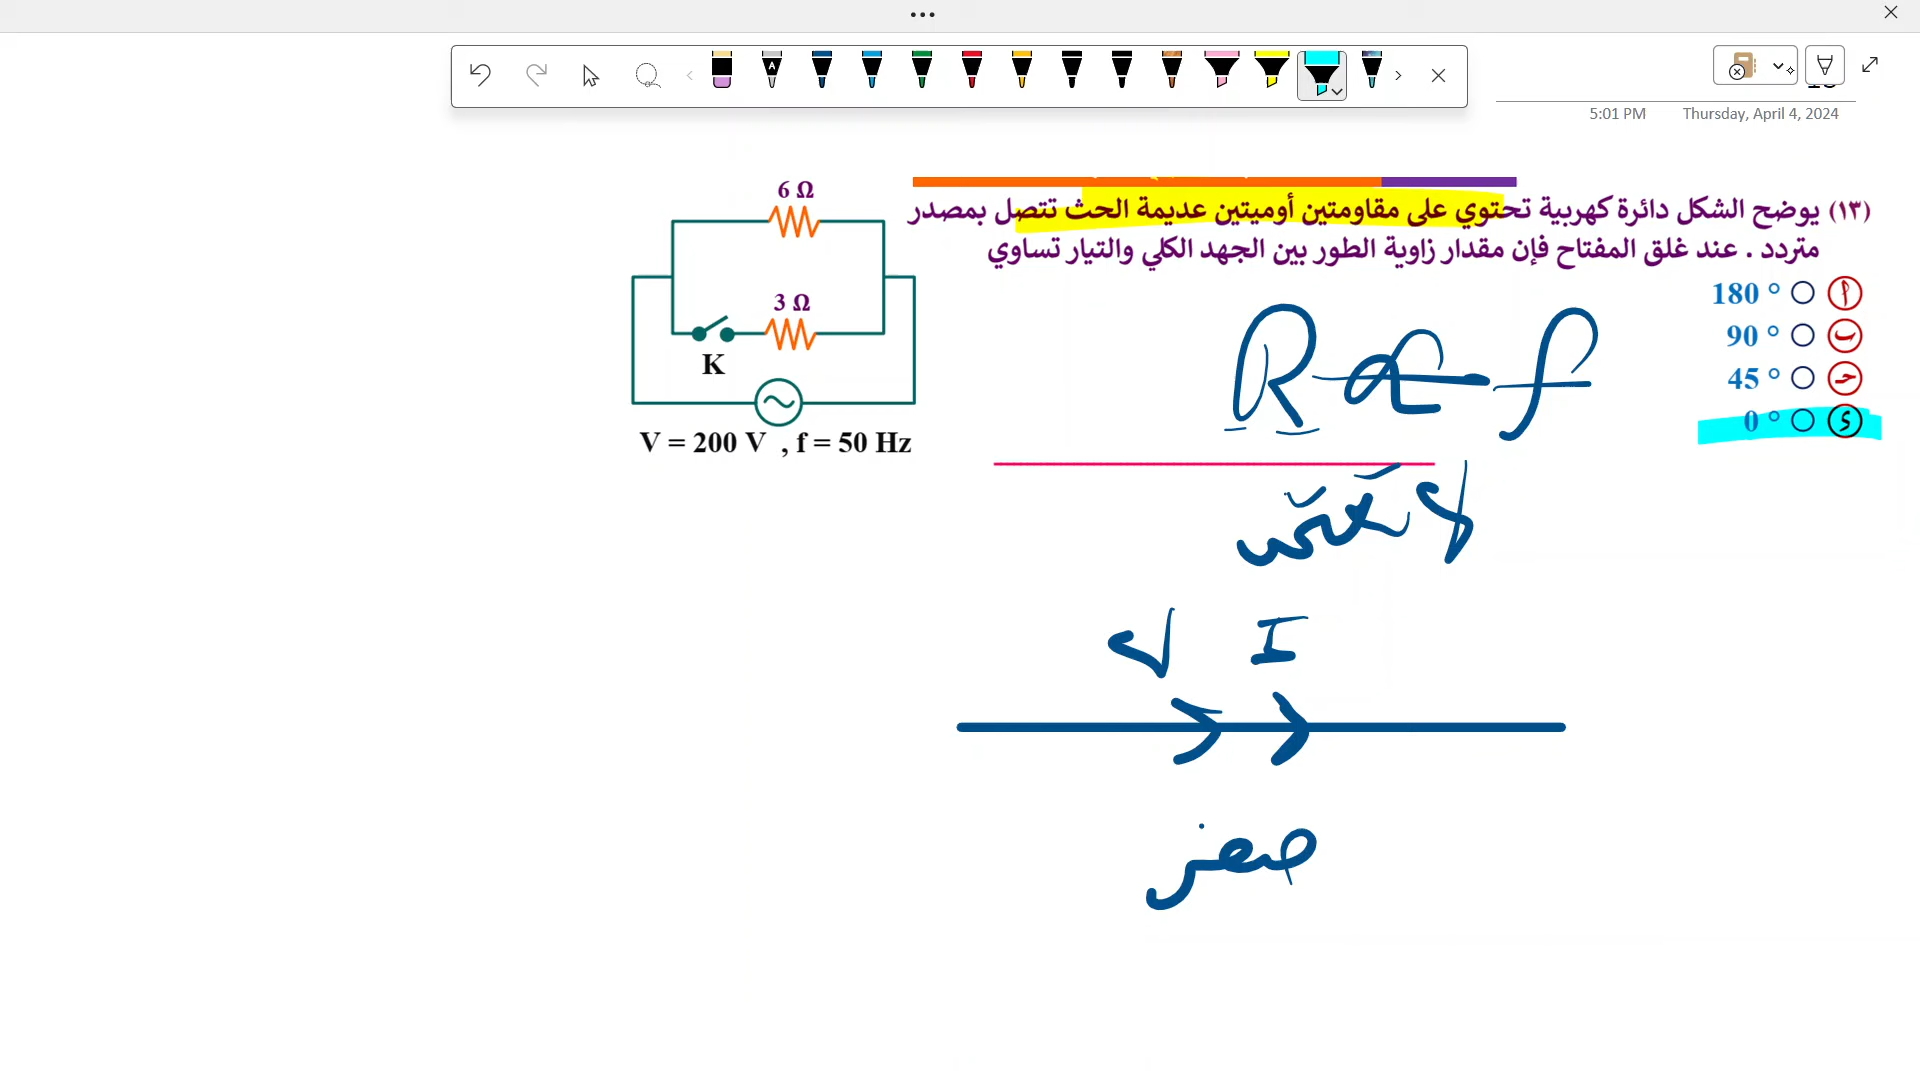 5:01 PM Thursday, April 4, 2024
(١٣) يوضح الشكل دائرة كهربية تحتوي على مقاومتين أوميتين عديمة الحث تتصل بمصدر
متردد . عند غلق المفتاح فإن مقدار زاوية الطور بين الجهد الكلي والتيار تساوي
أ 180 °
ب 90 °
جـ 45 °
د 0 °
6 Ω
3 Ω
K
V = 200 V , f = 50 Hz
R f
V I
صفر